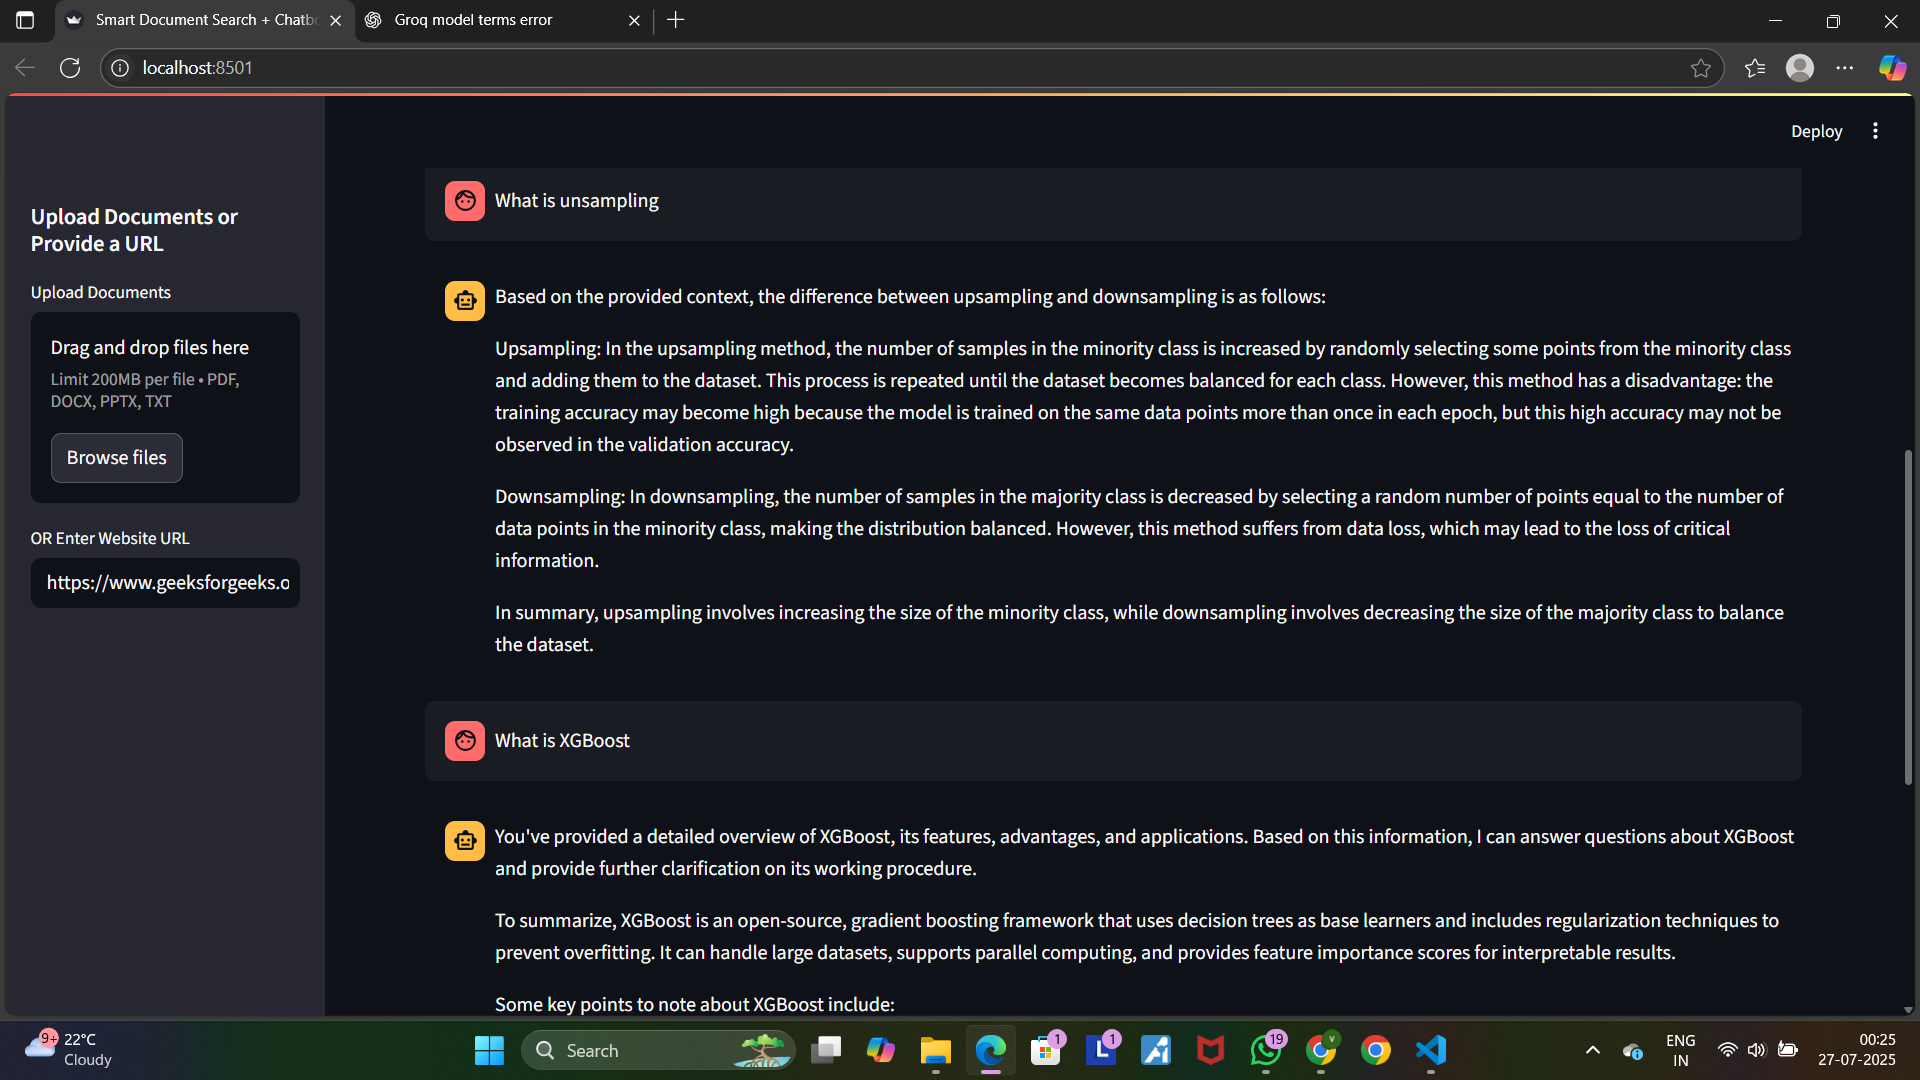 Smart Document Search + Chatb
Groq model terms error
localhost:8501
Deploy
Upload Documents or
Provide a URL
Upload Documents
Drag and drop files here
Limit 200MB per file • PDF,
DOCX, PPTX, TXT
Browse files
OR Enter Website URL
https://www.geeksforgeeks.o
What is unsampling
Based on the provided context, the difference between upsampling and downsampling is as follows:
Upsampling: In the upsampling method, the number of samples in the minority class is increased by randomly selecting some points from the minority class
and adding them to the dataset. This process is repeated until the dataset becomes balanced for each class. However, this method has a disadvantage: the
training accuracy may become high because the model is trained on the same data points more than once in each epoch, but this high accuracy may not be
observed in the validation accuracy.
Downsampling: In downsampling, the number of samples in the majority class is decreased by selecting a random number of points equal to the number of
data points in the minority class, making the distribution balanced. However, this method suffers from data loss, which may lead to the loss of critical
information.
In summary, upsampling involves increasing the size of the minority class, while downsampling involves decreasing the size of the majority class to balance
the dataset.
What is XGBoost
You've provided a detailed overview of XGBoost, its features, advantages, and applications. Based on this information, I can answer questions about XGBoost
and provide further clarification on its working procedure.
To summarize, XGBoost is an open-source, gradient boosting framework that uses decision trees as base learners and includes regularization techniques to
prevent overfitting. It can handle large datasets, supports parallel computing, and provides feature importance scores for interpretable results.
Some key points to note about XGBoost include:
9+
22°C
Cloudy
Search
1
1
19
V
ENG
IN
00:25
27-07-2025